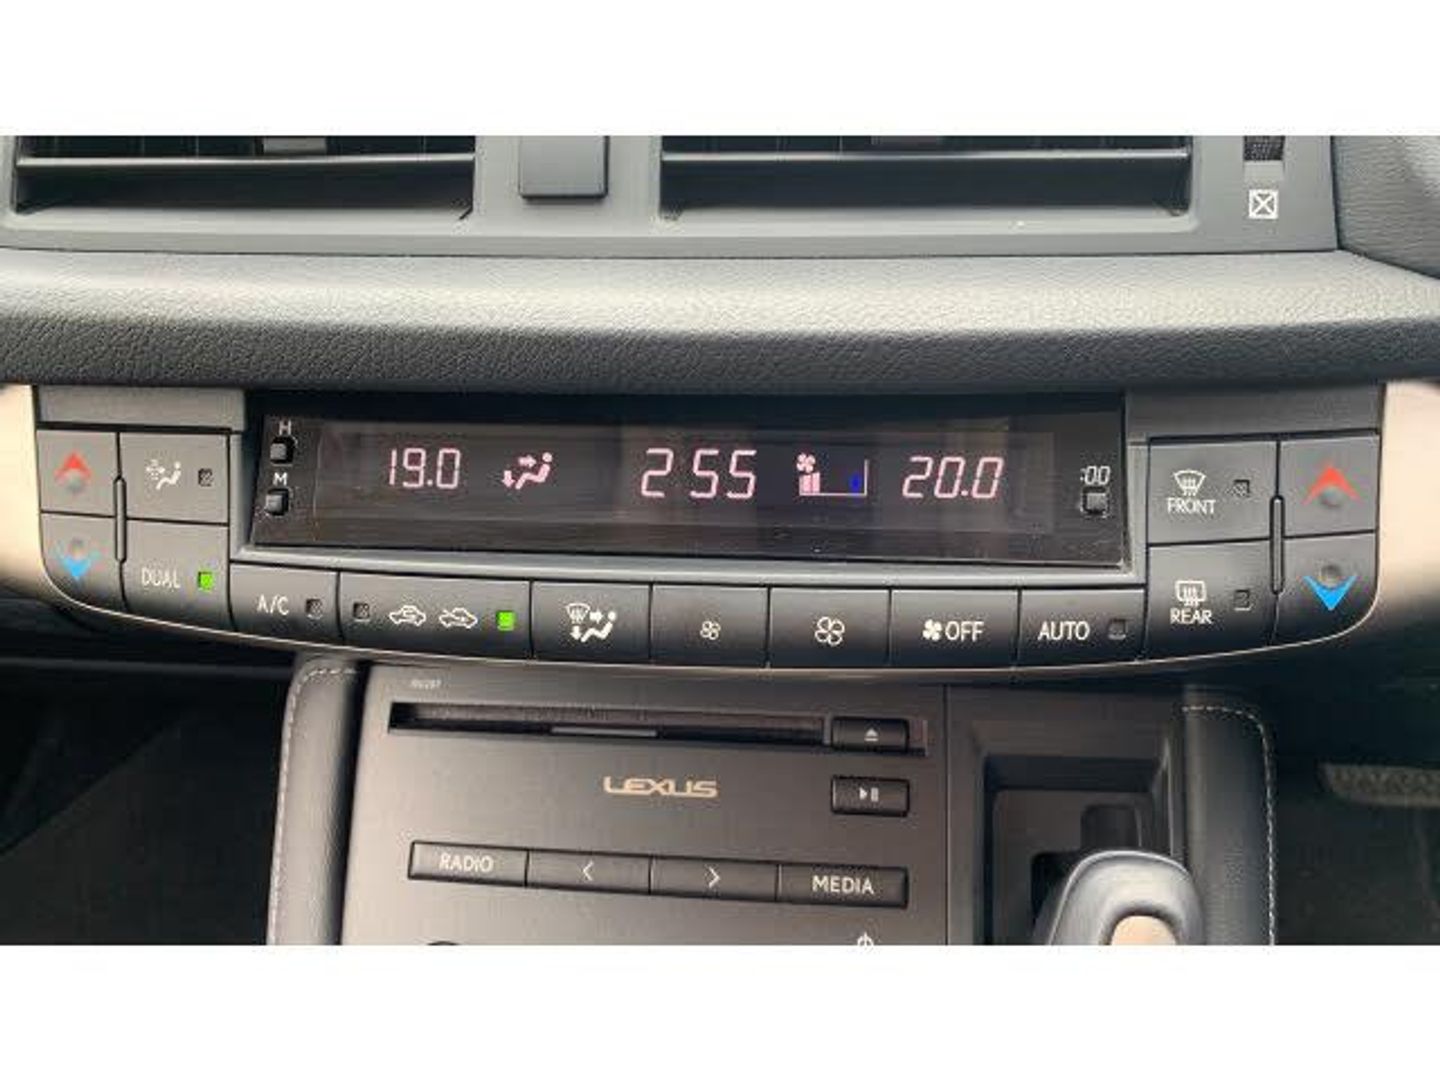 H
M
19.0
2 55
20.0
:00
FRONT
DUAL
A/C
OFF
AUTO
REAR
LEXUS
RADIO
<
>
MEDIA